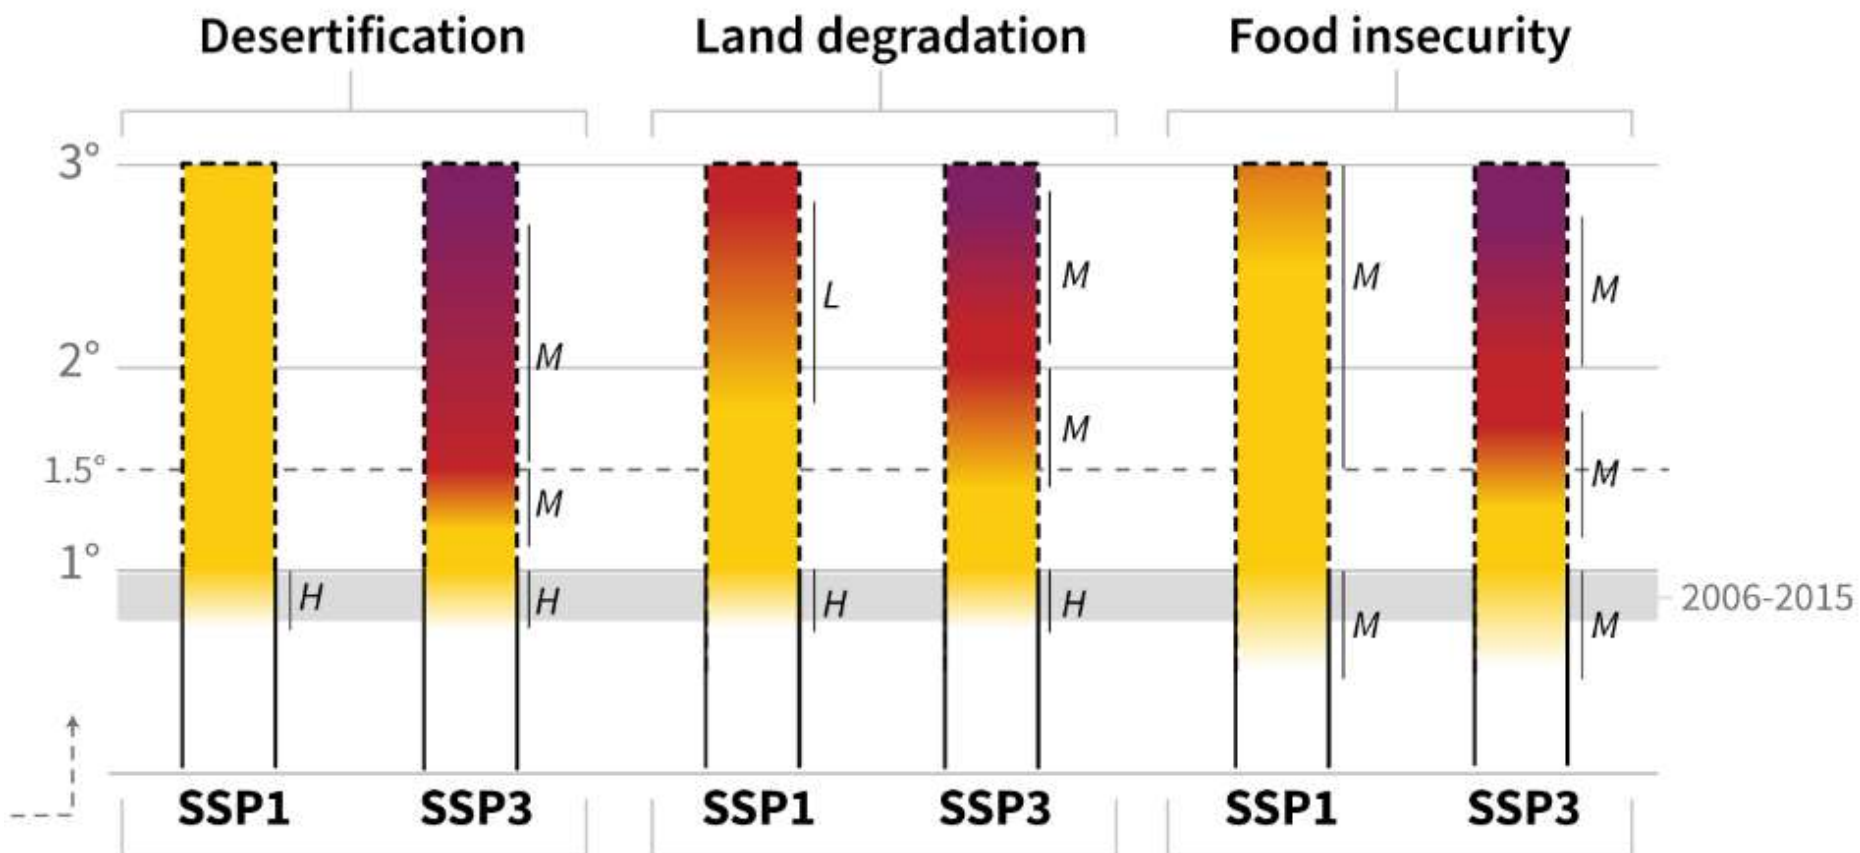 Desertification Land degradation Food insecurity
3°
M L M M M
2° M
M
1.5° M M
1°
H H H H 2006-2015
M M
SSP1 SSP3 SSP1 SSP3 SSP1 SSP3